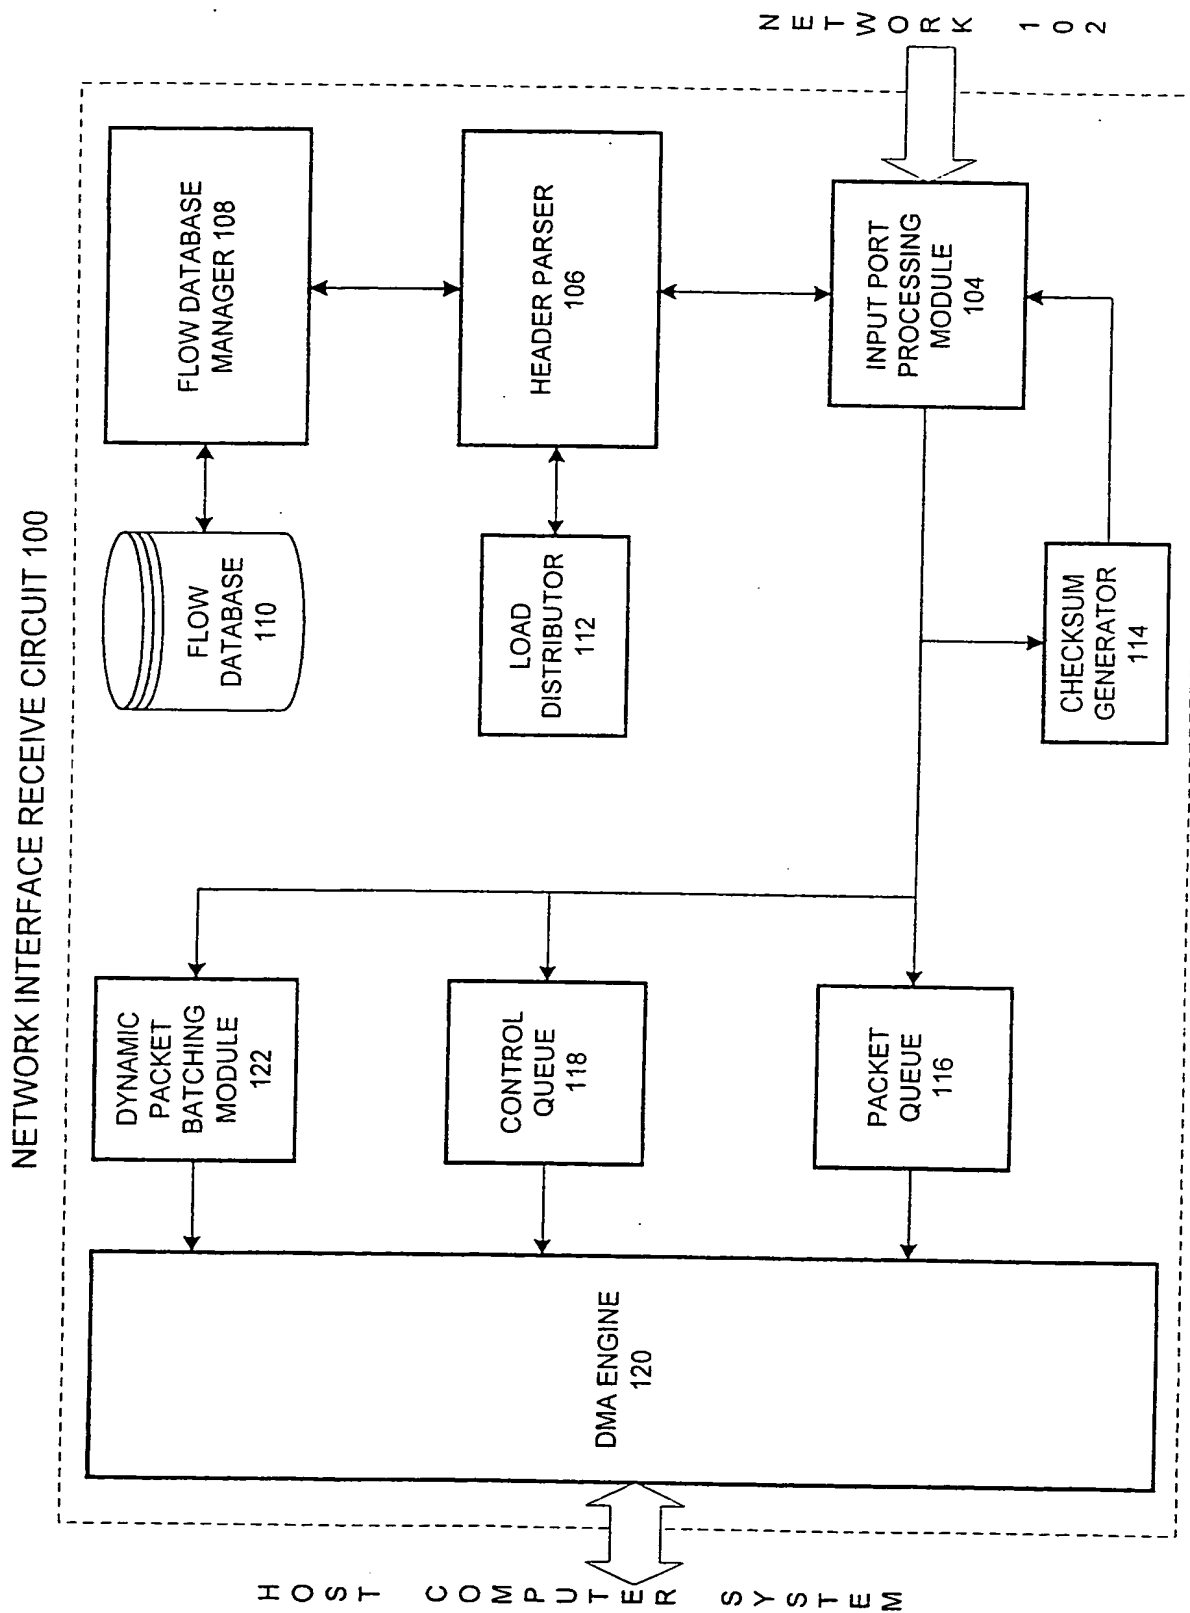 NETWORK INTERFACE RECEIVE CIRCUIT 100
HOST COMPUTER SYSTEM
DMA ENGINE
120
DYNAMIC
PACKET
BATCHING
MODULE
122
CONTROL
QUEUE
118
PACKET
QUEUE
116
FLOW
DATABASE
110
LOAD
DISTRIBUTOR
112
CHECKSUM
GENERATOR
114
FLOW DATABASE
MANAGER 108
HEADER PARSER
106
INPUT PORT
PROCESSING
MODULE
104
NETWORK 102